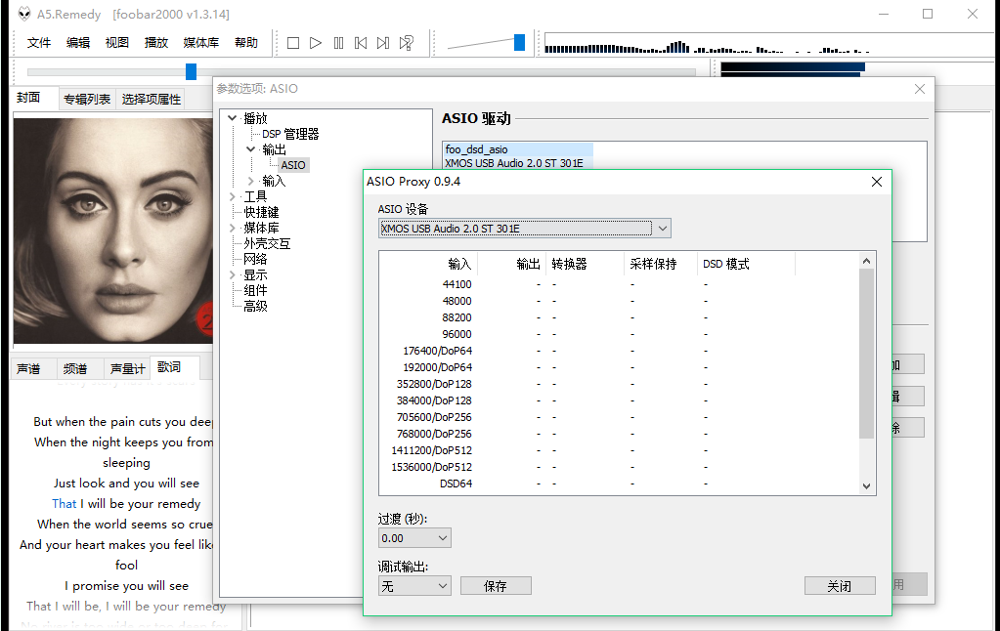 A5.Remedy [foobar2000 v1.3.14]
文件 编辑 视图 播放 媒体库 帮助
封面 专辑列表 选择项属性
声谱 频谱 声量计 歌词
But when the pain cuts you deep
When the night keeps you from
sleeping
Just look and you will see
That I will be your remedy
When the world seems so crue
And your heart makes you feel like
fool
I promise you will see
That I will be, I will be your remedy
参数选项: ASIO
播放
DSP 管理器
输出
ASIO
输入
工具
快捷键
媒体库
外壳交互
网络
显示
组件
高级
ASIO 驱动
foo_dsd_asio
XMOS USB Audio 2.0 ST 301E
加
辑
除
用
ASIO Proxy 0.9.4
ASIO 设备
XMOS USB Audio 2.0 ST 301E
输入 输出 转换器 采样保持 DSD 模式
44100 - - - -
48000 - - - -
88200 - - - -
96000 - - - -
176400/DoP64 - - - -
192000/DoP64 - - - -
352800/DoP128 - - - -
384000/DoP128 - - - -
705600/DoP256 - - - -
768000/DoP256 - - - -
1411200/DoP512 - - - -
1536000/DoP512 - - - -
DSD64 - - - -
过渡 (秒):
0.00
调试输出:
无 保存 关闭